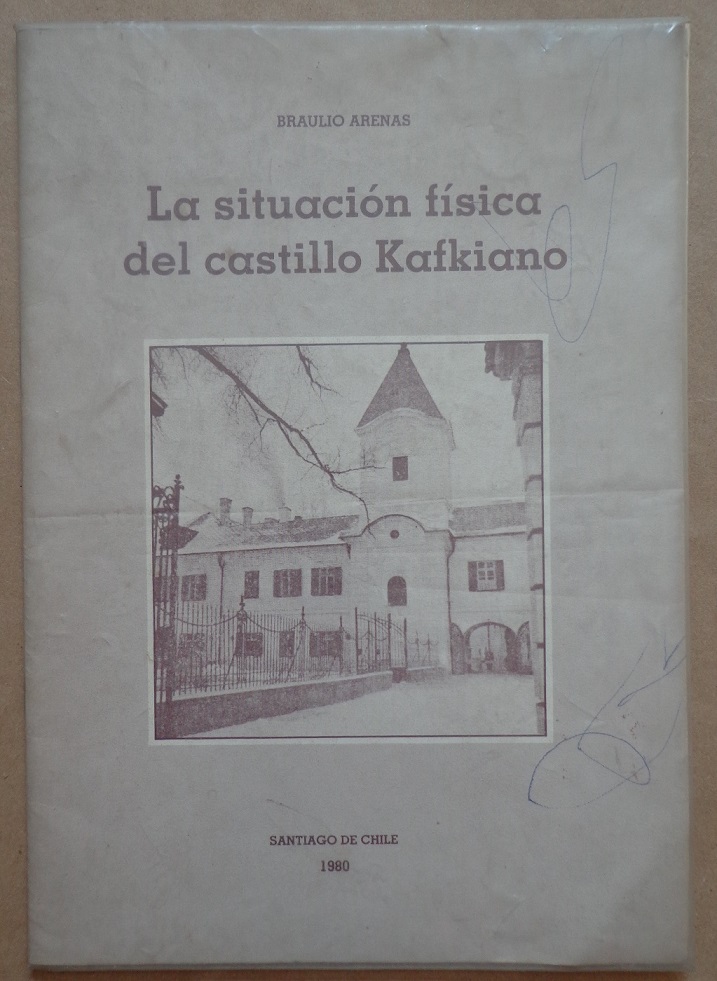 BRAULIO ARENAS
La situación física
del castillo Kafkiano
SANTIAGO DE CHILE
1980